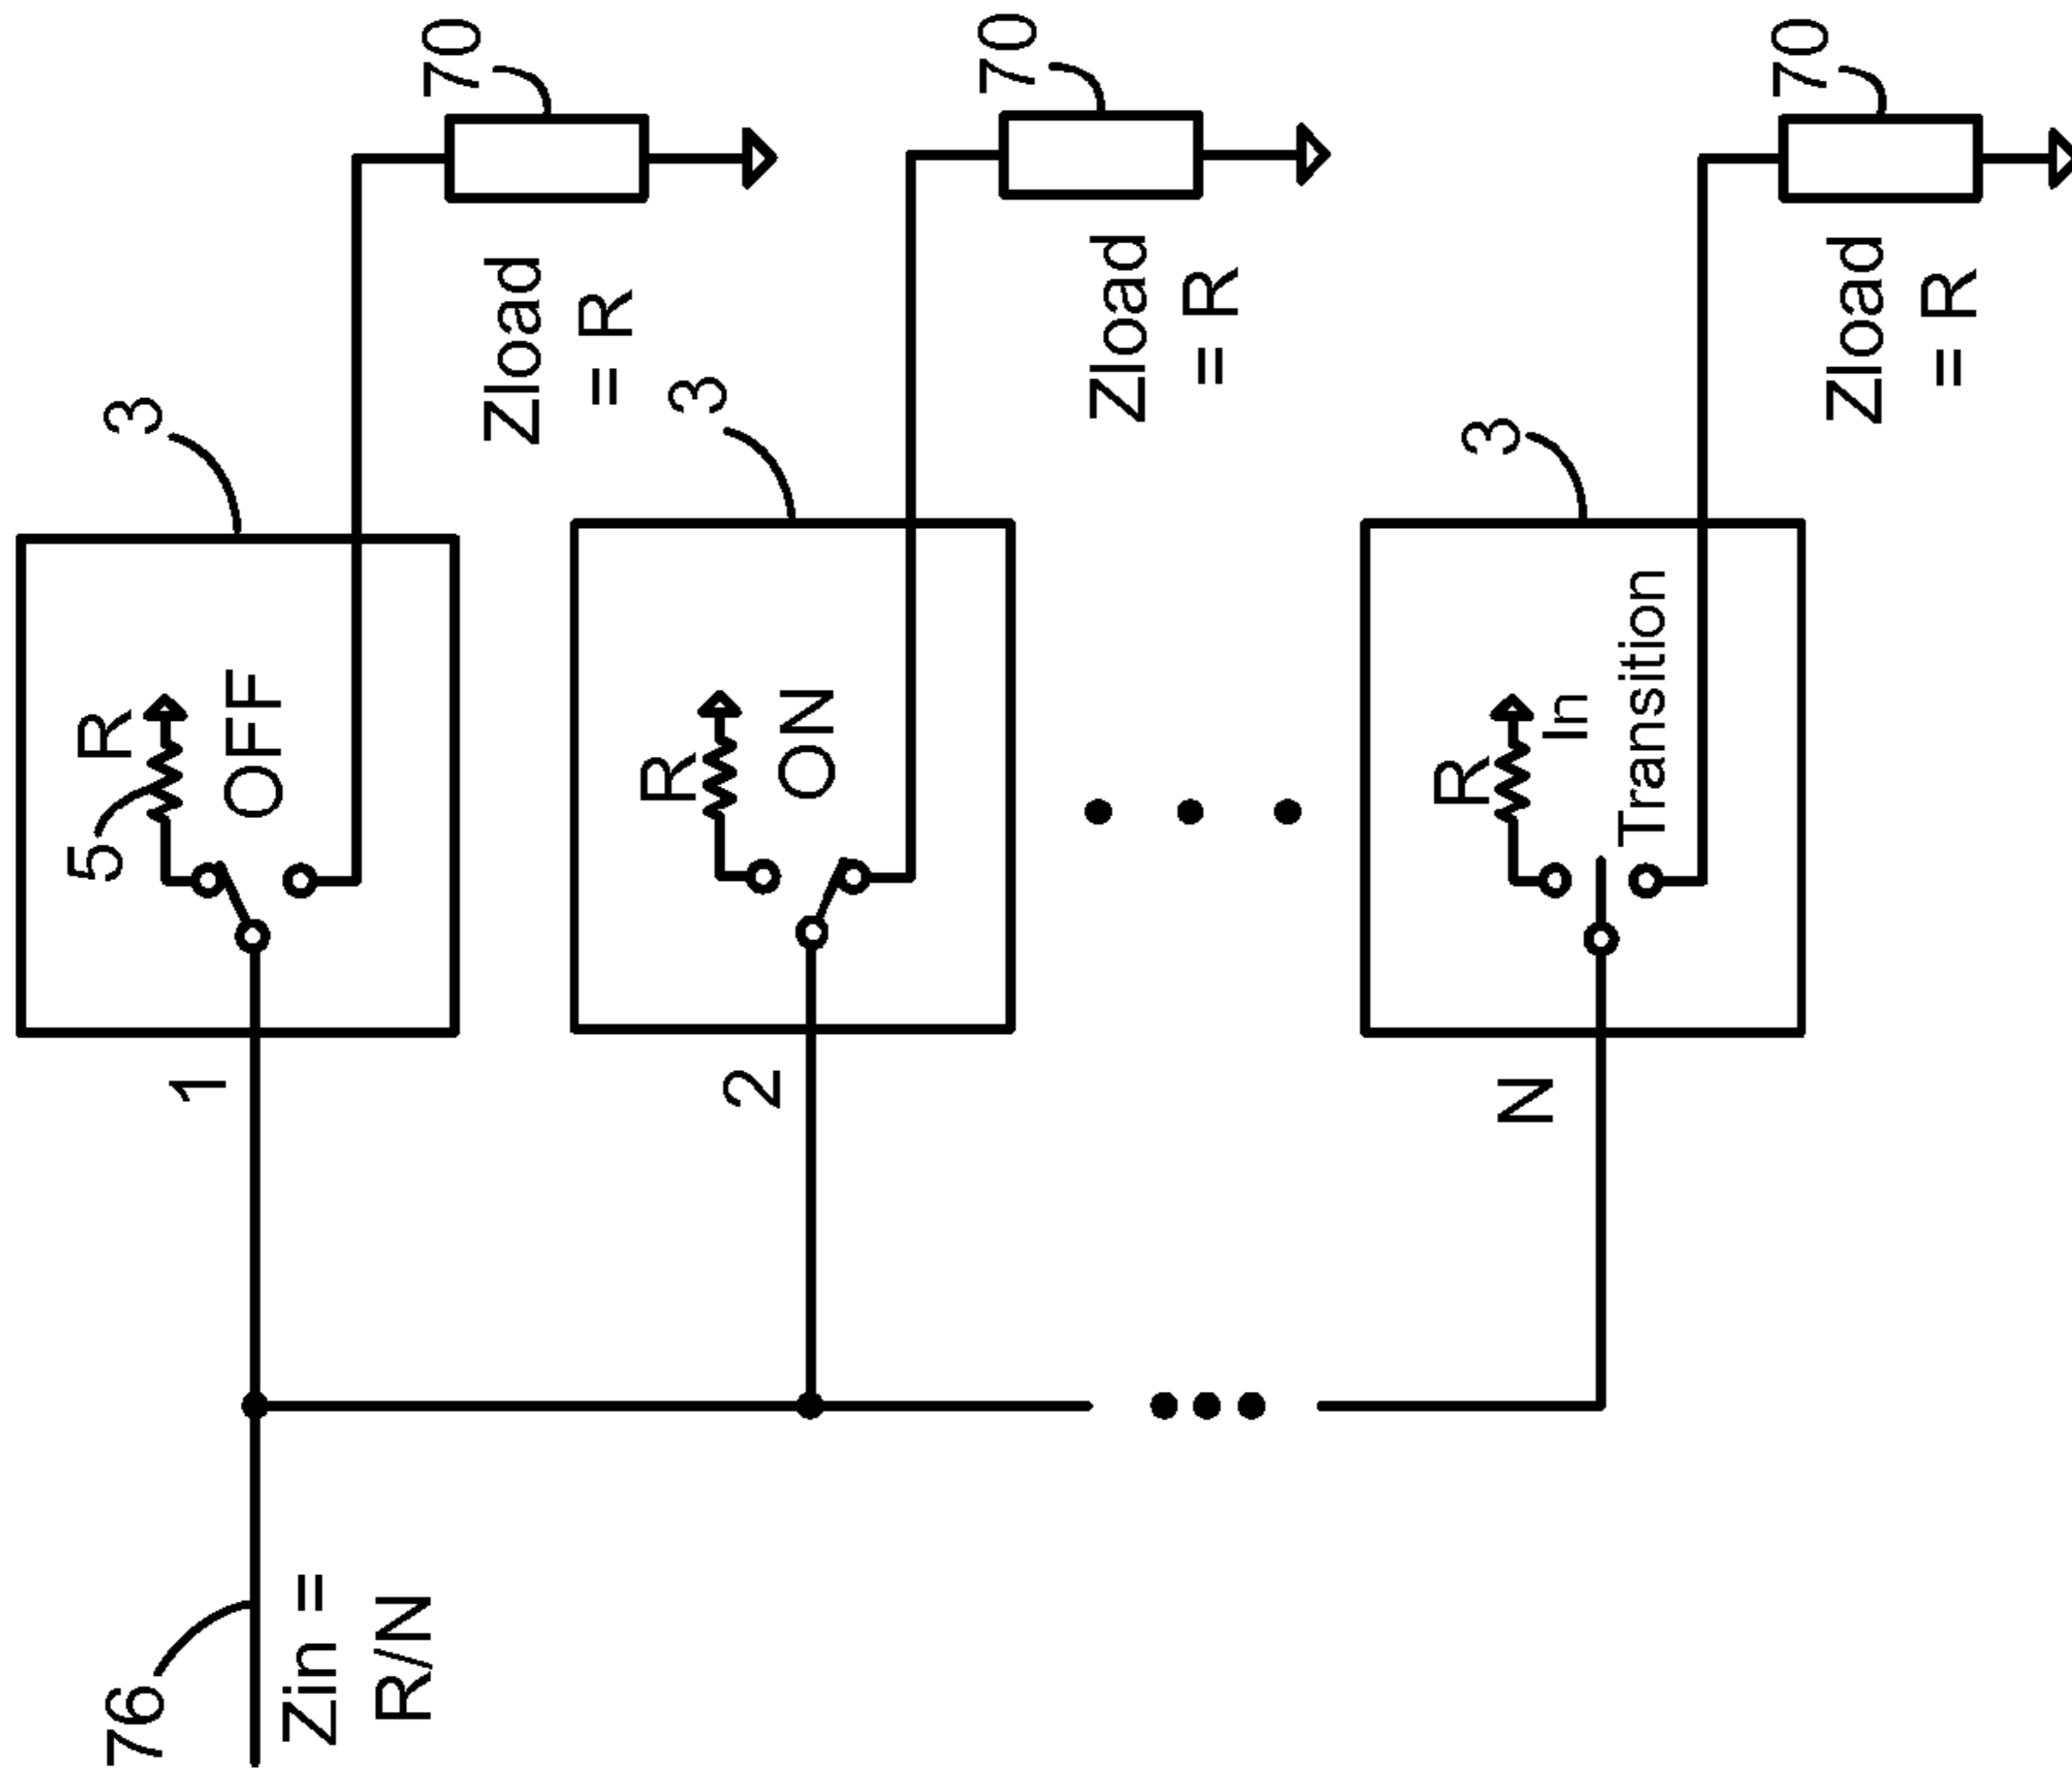 70
3
5
R
OFF
1
76
Zin =
R/N
Zload
= R
70
3
R
ON
2
Zload
= R
70
3
R
In
Transition
N
Zload
= R